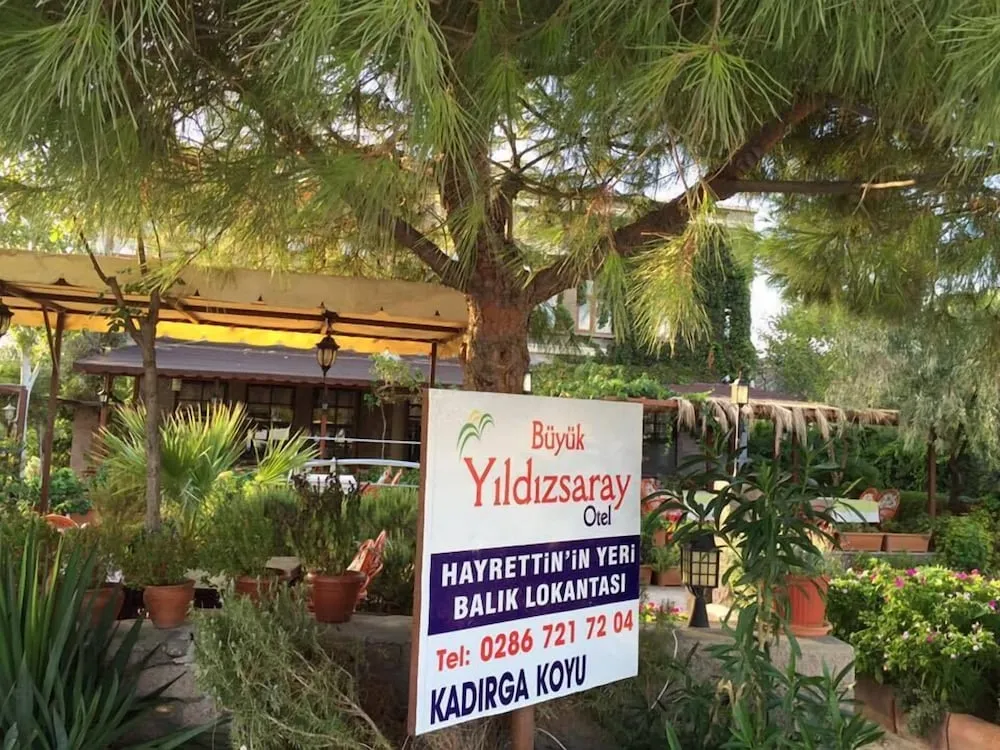 Büyük
Yıldızsaray
Otel
HAYRETTİN'İN YERİ
BALIK LOKANTASI
Tel: 0286 721 72 04
KADIRGA KOYU